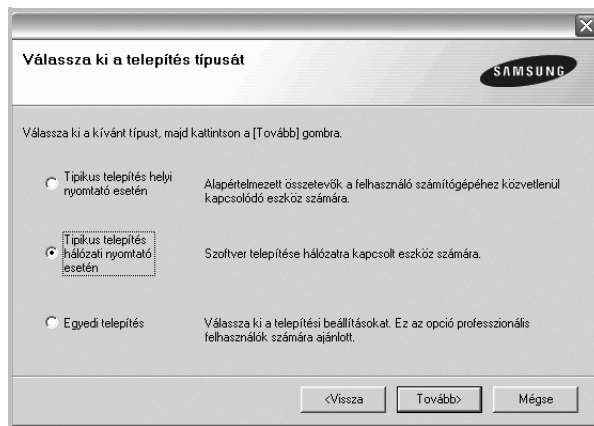 Válassza ki a telepítés típusát
SAMSUNG
Válassza ki a kívánt típust, majd kattintson a [Tovább] gombra.
Tipikus telepítés helyi
nyomtató esetén
Alapértelmezett összetevők a felhasználó számítógépéhez közvetlenül
kapcsolódó eszköz számára.
Tipikus telepítés
hálózati nyomtató
esetén
Szoftver telepítése hálózatra kapcsolt eszköz számára.
Egyedi telepítés
Válassza ki a telepítési beállításokat. Ez az opció professzionális
felhasználók számára ajánlott.
<Vissza
Tovább>
Mégse